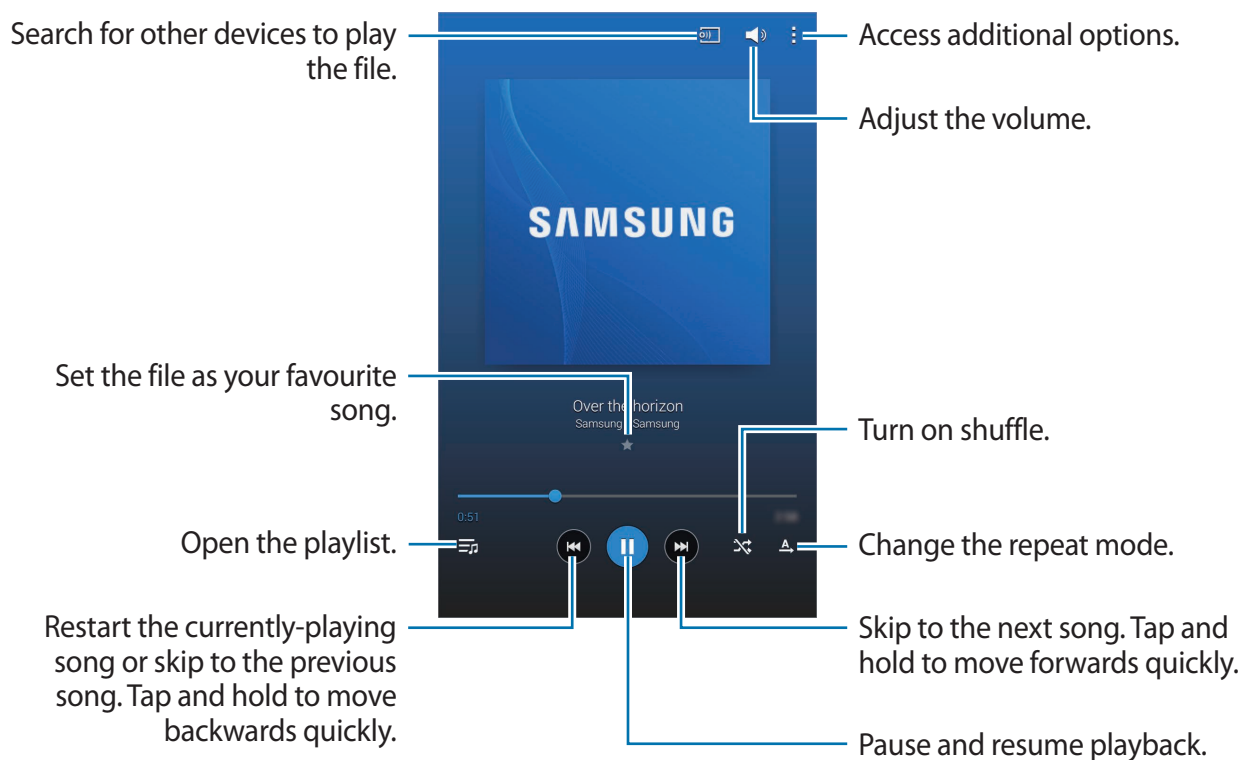 Search for other devices to play
the file.
Access additional options.
Adjust the volume.
SAMSUNG
Set the file as your favourite
song.
Over the horizon
Samsung Samsung
Turn on shuffle.
0:51
Open the playlist.
A
Change the repeat mode.
Restart the currently-playing
song or skip to the previous
song. Tap and hold to move
backwards quickly.
Skip to the next song. Tap and
hold to move forwards quickly.
Pause and resume playback.